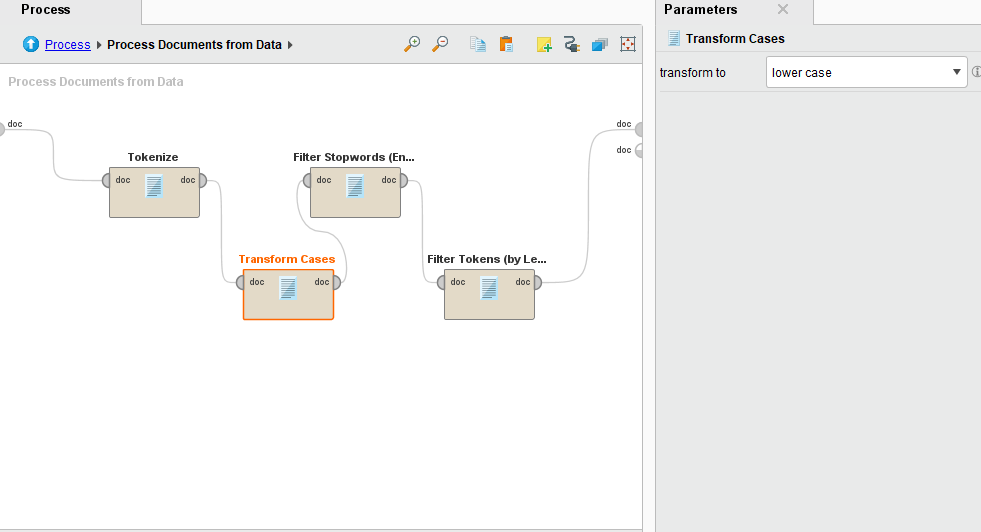 Process
Process Documents from Data
Process Documents from Data
doc
Tokenize
doc doc
Transform Cases
doc doc
Filter Stopwords (En...
doc doc
Filter Tokens (by Le...
doc doc
doc
doc
Parameters
Transform Cases
transform to
lower case
Process